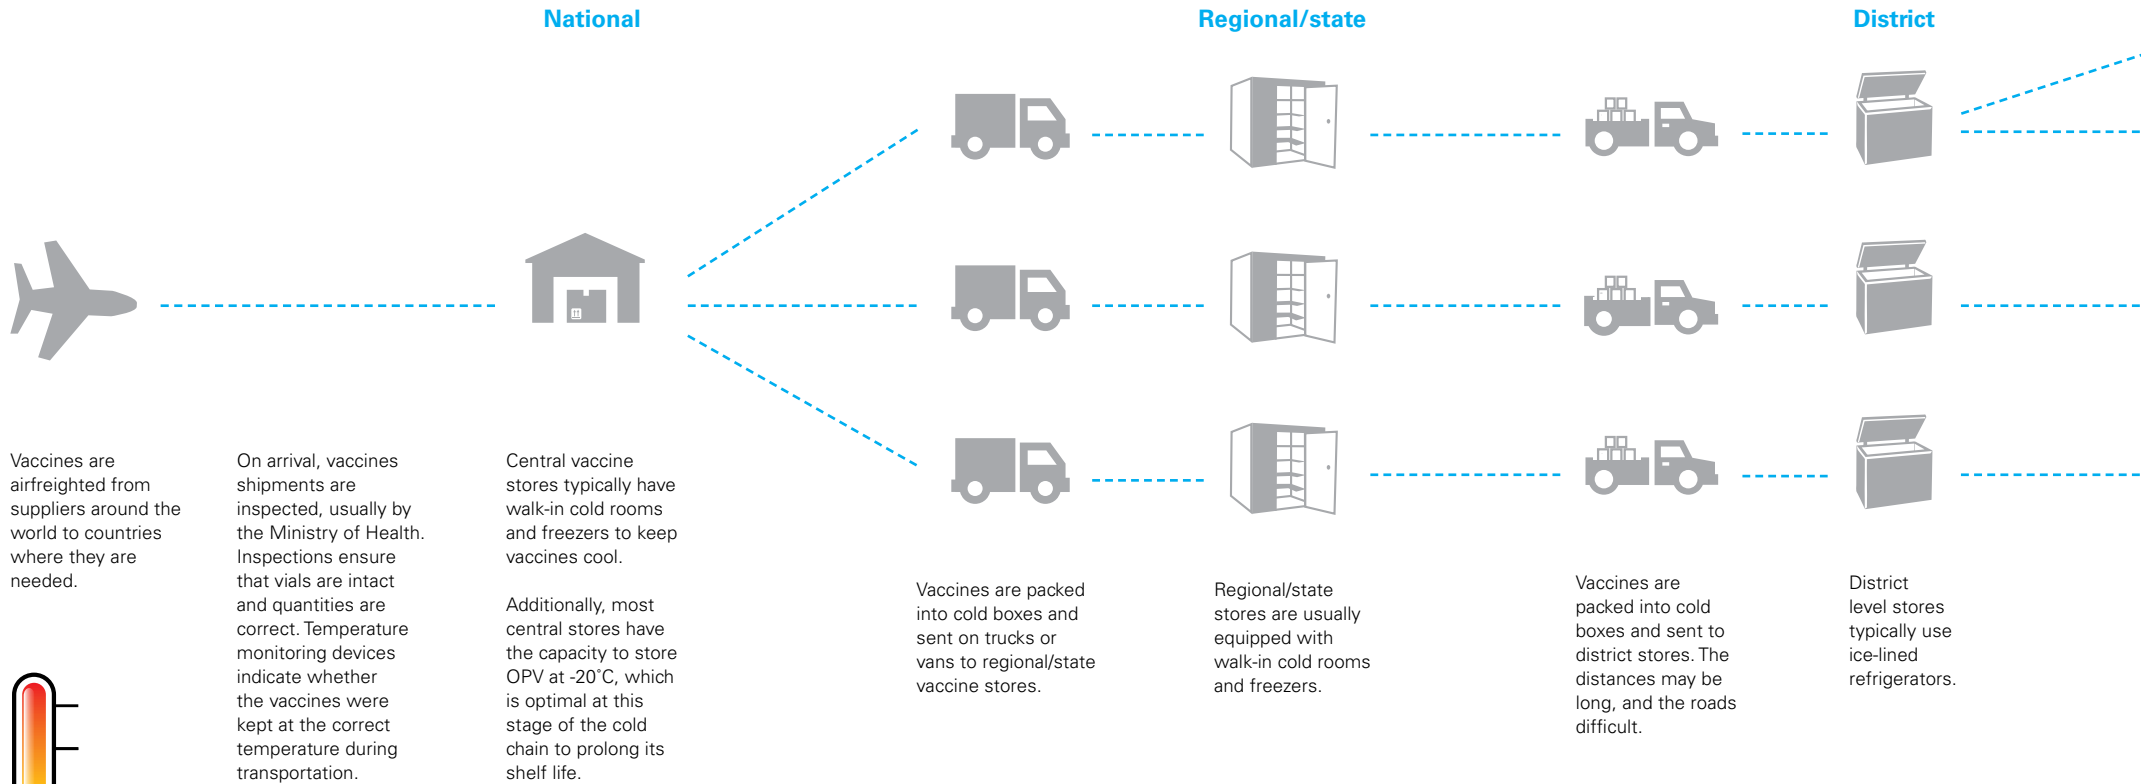 National
Regional/state
District
Vaccines are
airfreighted from
suppliers around the
world to countries
where they are
needed.
On arrival, vaccines
shipments are
inspected, usually by
the Ministry of Health.
Inspections ensure
that vials are intact
and quantities are
correct. Temperature
monitoring devices
indicate whether
the vaccines were
kept at the correct
temperature during
transportation.
Central vaccine
stores typically have
walk-in cold rooms
and freezers to keep
vaccines cool.
Additionally, most
central stores have
the capacity to store
OPV at -20˚C, which
is optimal at this
stage of the cold
chain to prolong its
shelf life.
Vaccines are packed
into cold boxes and
sent on trucks or
vans to regional/state
vaccine stores.
Regional/state
stores are usually
equipped with
walk-in cold rooms
and freezers.
Vaccines are
packed into cold
boxes and sent to
district stores. The
distances may be
long, and the roads
difficult.
District
level stores
typically use
ice-lined
refrigerators.